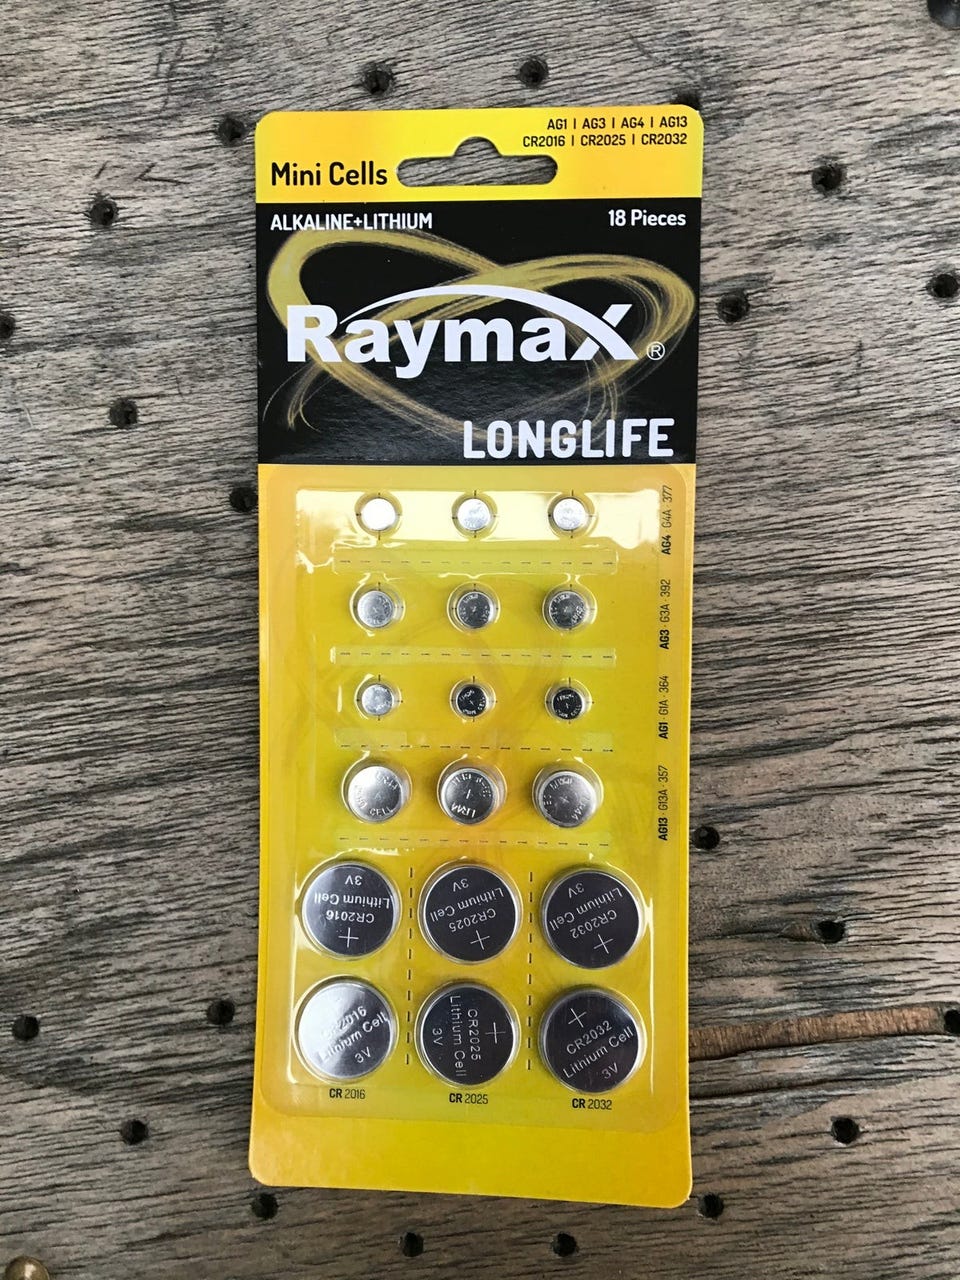 AG1 | AG3 | AG4 | AG13
CR2016 | CR2025 | CR2032
Mini Cells
ALKALINE+LITHIUM
18 Pieces
Raymax®
LONGLIFE
AG4 · G4A · 377
AG3 · G3A · 392
AG1 · G1A · 364
AG13 · G13A · 357
+
CR2016
Lithium Cell
3V
+
CR2025
Lithium Cell
3V
+
CR2032
Lithium Cell
3V
CR2016
Lithium Cell
3V
+
CR2025
Lithium Cell
3V
+
CR2032
Lithium Cell
3V
CR 2016
CR 2025
CR 2032